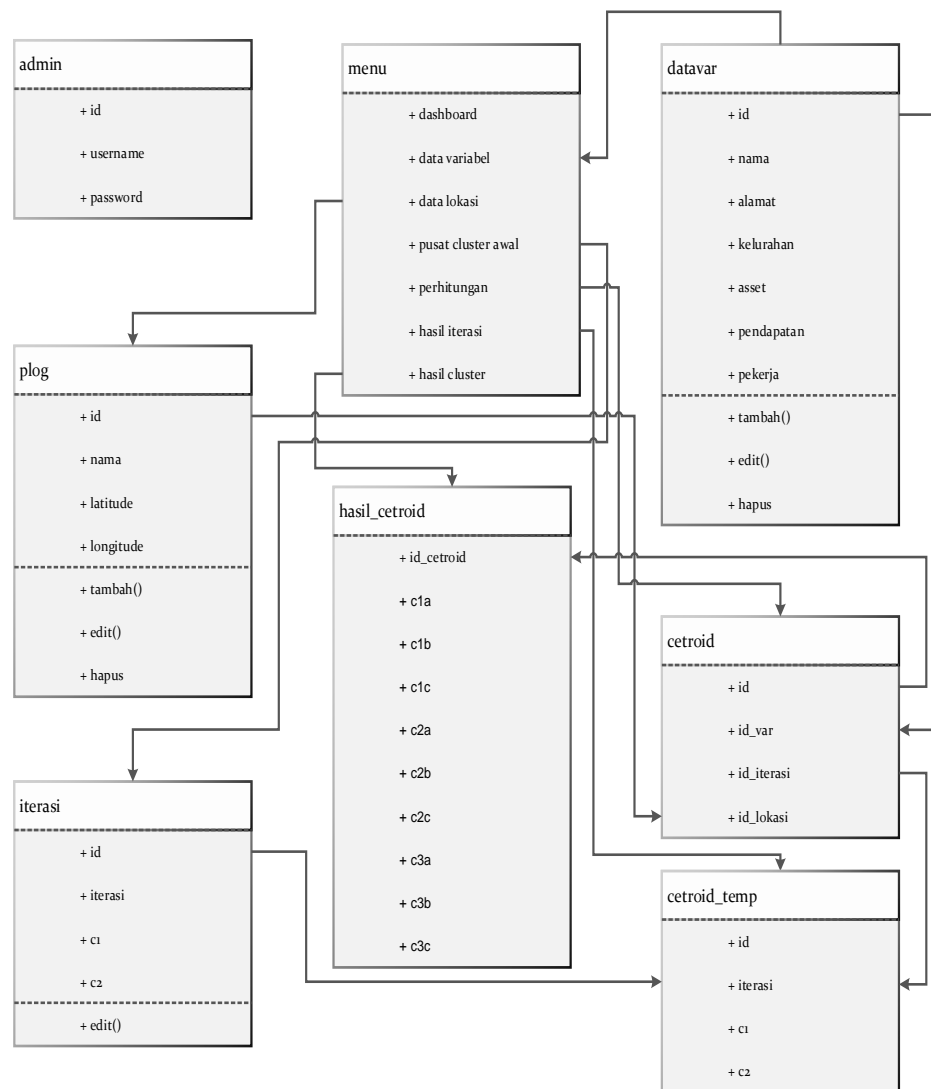 admin
+ id
+ username
+ password
menu
+ dashboard
+ data variabel
+ data lokasi
+ pusat cluster awal
+ perhitungan
+ hasil iterasi
+ hasil cluster
datavar
+ id
+ nama
+ alamat
+ kelurahan
+ asset
+ pendapatan
+ pekerja
+ tambah()
+ edit()
+ hapus
plog
+ id
+ nama
+ latitude
+ longitude
+ tambah()
+ edit()
+ hapus
hasil_cetroid
+ id_cetroid
+ c1a
+ c1b
+ c1c
+ c2a
+ c2b
+ c2c
+ c3a
+ c3b
+ c3c
cetroid
+ id
+ id_var
+ id_iterasi
+ id_lokasi
iterasi
+ id
+ iterasi
+ c1
+ c2
+ edit()
cetroid_temp
+ id
+ iterasi
+ c1
+ c2